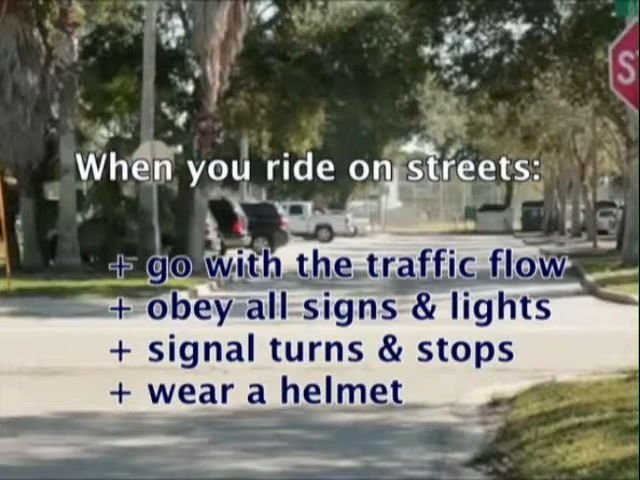 When you ride on streets:
+ go with the traffic flow
+ obey all signs & lights
+ signal turns & stops
+ wear a helmet